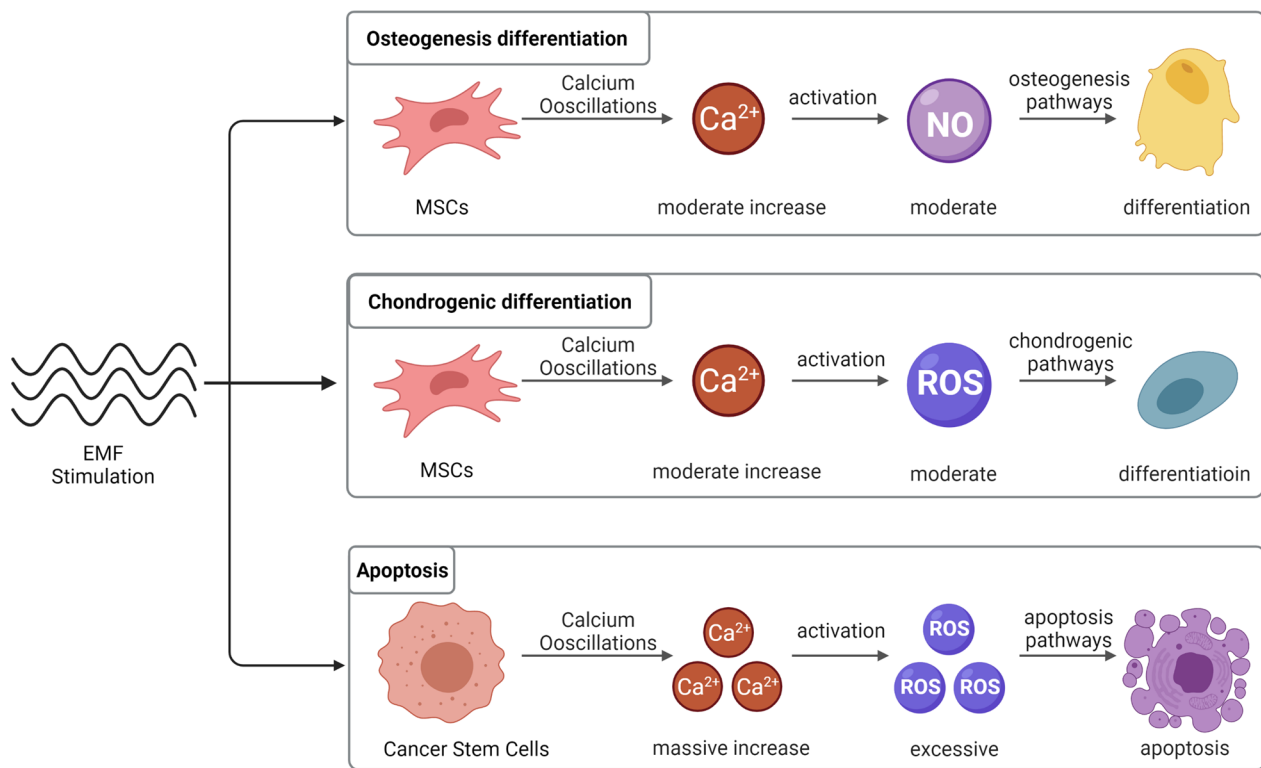 Osteogenesis differentiation
Calcium
Ooscillations
Ca2+
activation
NO
osteogenesis
pathways
MSCs
moderate increase
moderate
differentiation
Chondrogenic differentiation
Calcium
Ooscillations
Ca2+
activation
ROS
chondrogenic
pathways
MSCs
moderate increase
moderate
differentiatioin
EMF
Stimulation
Apoptosis
Calcium
Ooscillations
Ca2+
Ca2+
Ca2+
activation
ROS
ROS
ROS
apoptosis
pathways
Cancer Stem Cells
massive increase
excessive
apoptosis